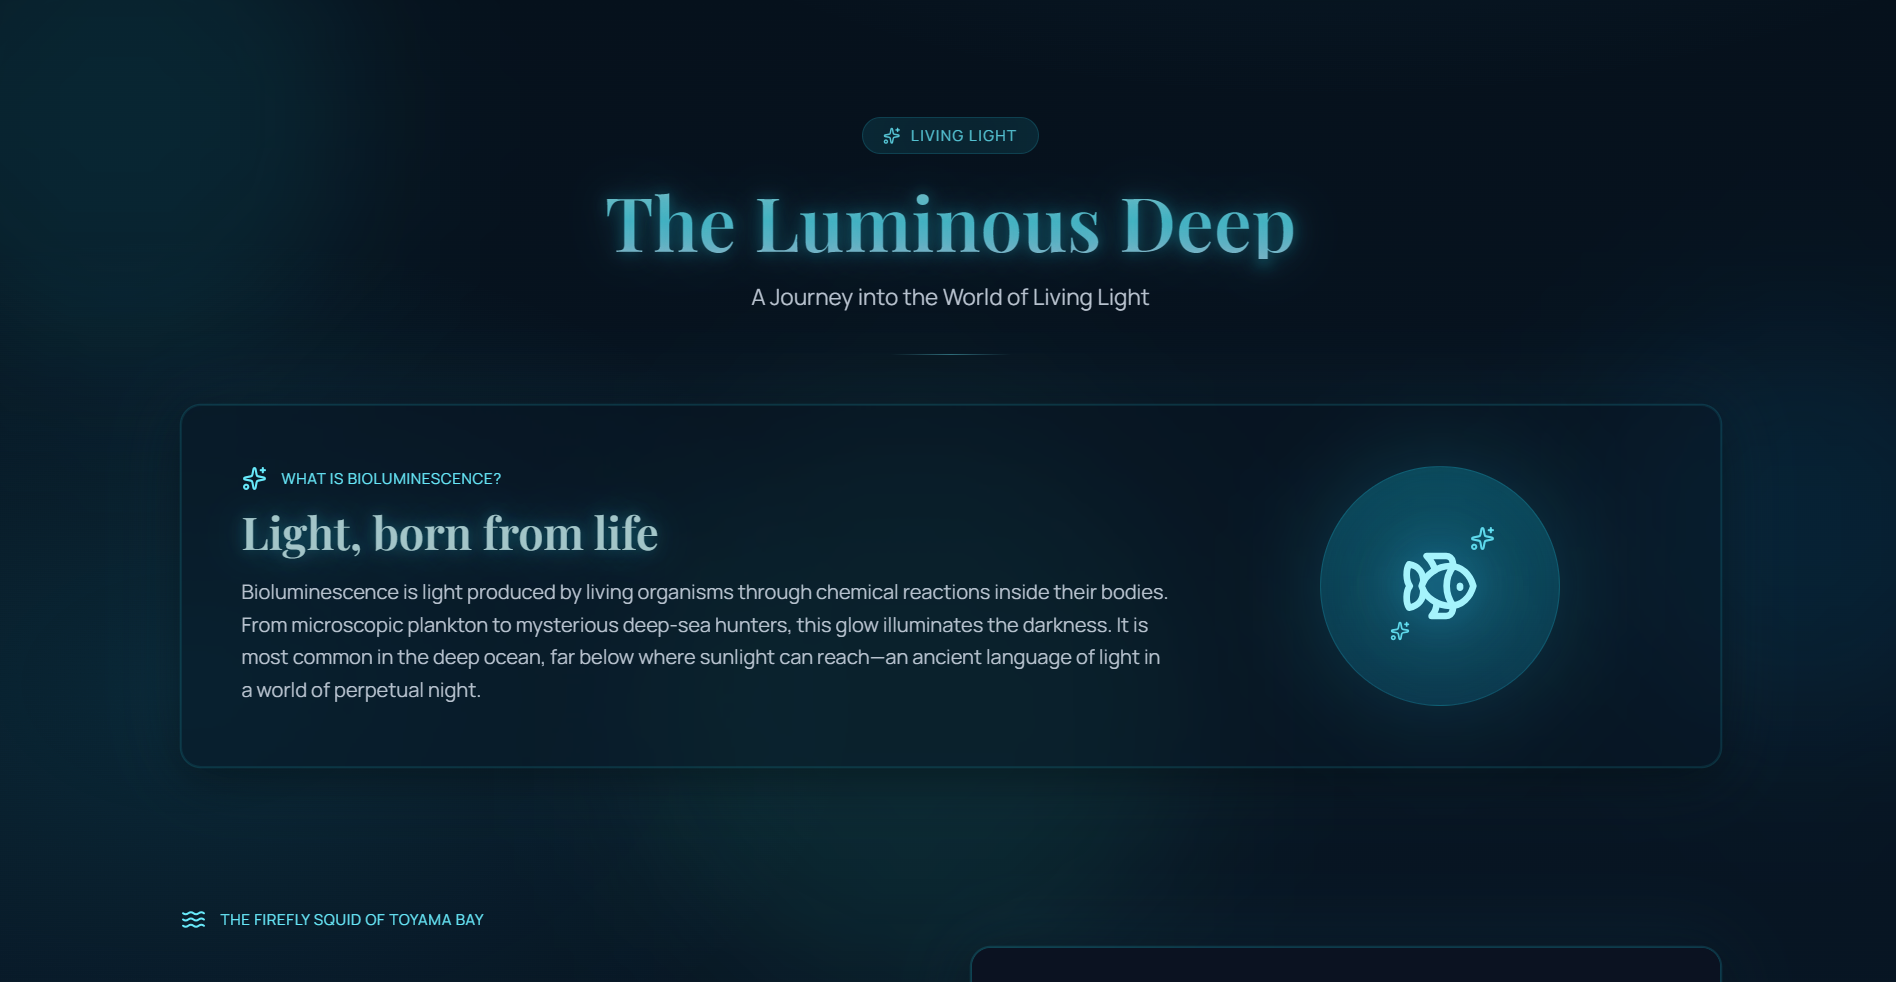 LIVING LIGHT
The Luminous Deep
A Journey into the World of Living Light
WHAT IS BIOLUMINESCENCE?
Light, born from life
Bioluminescence is light produced by living organisms through chemical reactions inside their bodies.
From microscopic plankton to mysterious deep-sea hunters, this glow illuminates the darkness. It is
most common in the deep ocean, far below where sunlight can reach—an ancient language of light in
a world of perpetual night.
THE FIREFLY SQUID OF TOYAMA BAY